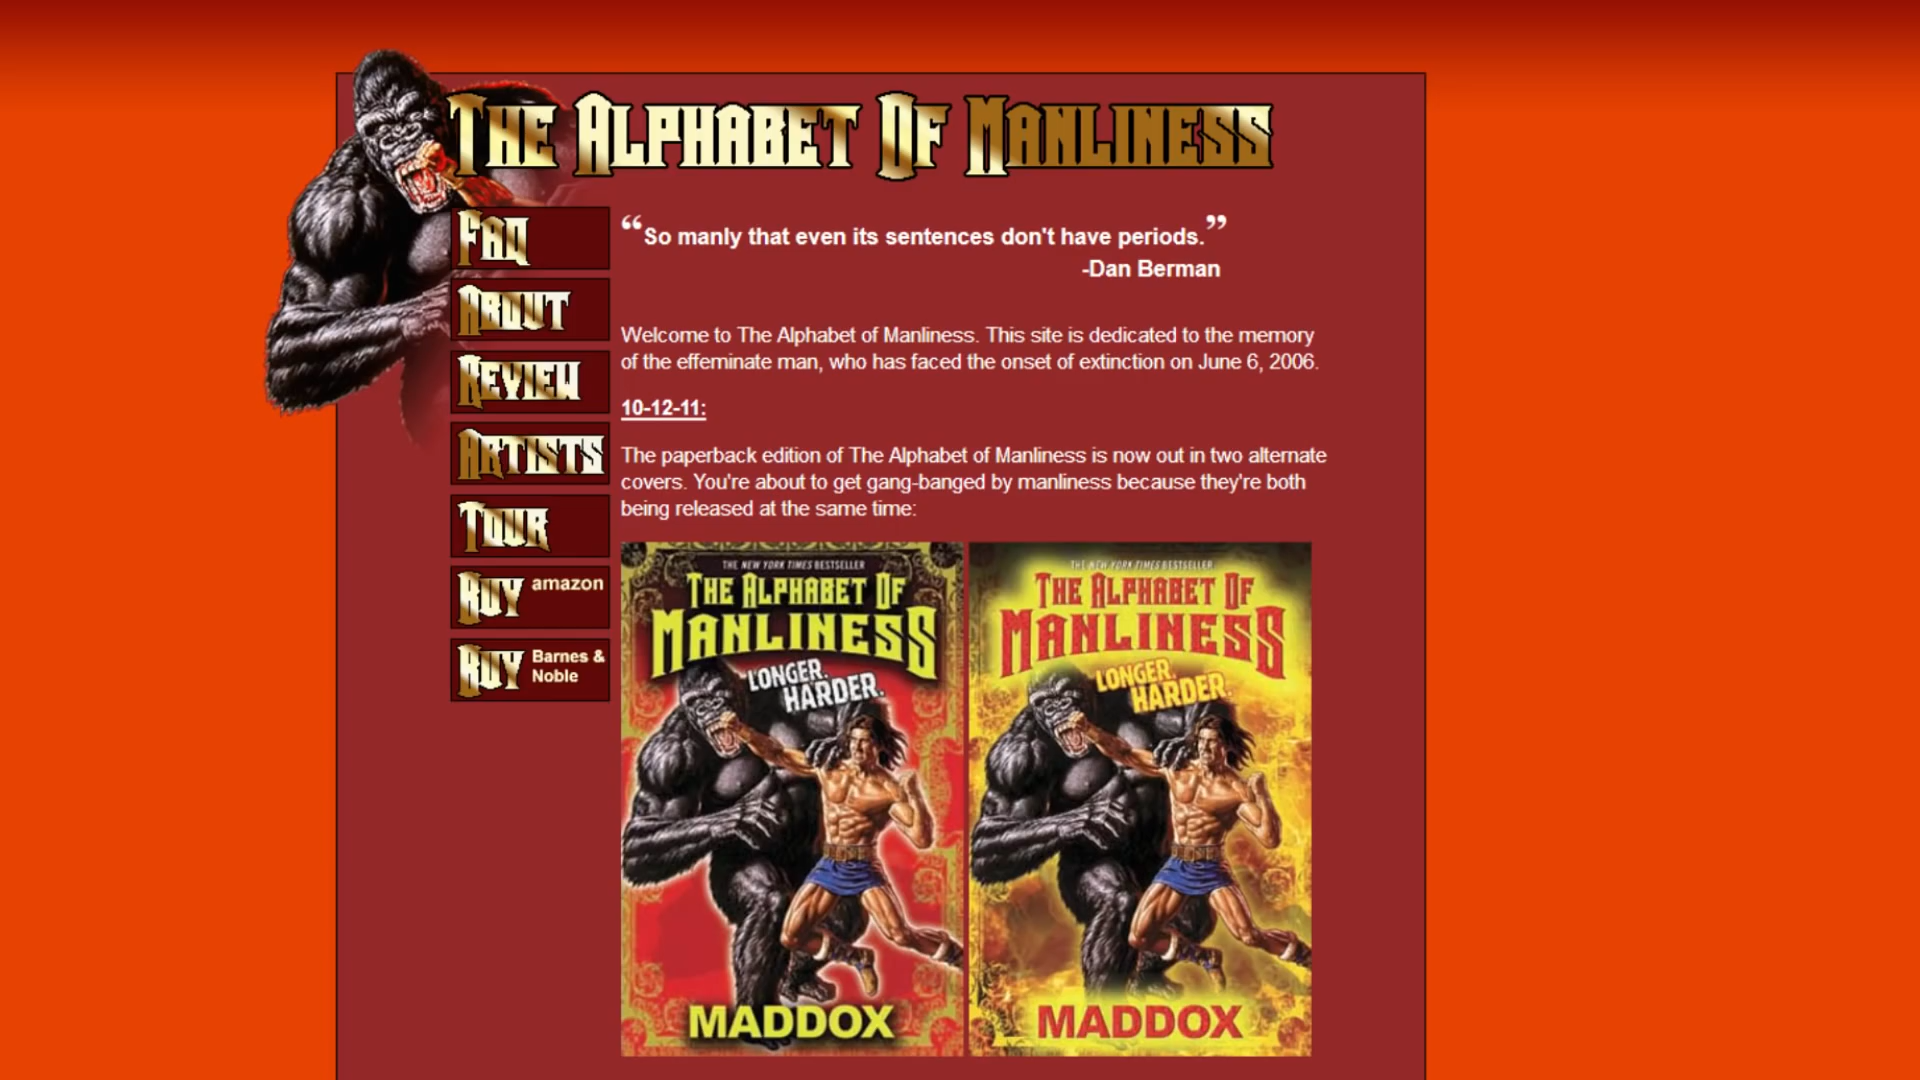 THE ALPHABET OF MANLINESS
FAQ
ABOUT
REVIEW
ARTISTS
TOUR
BUY amazon
BUY Barnes &
Noble
“So manly that even its sentences don't have periods.”
-Dan Berman
Welcome to The Alphabet of Manliness. This site is dedicated to the memory
of the effeminate man, who has faced the onset of extinction on June 6, 2006.
10-12-11:
The paperback edition of The Alphabet of Manliness is now out in two alternate
covers. You're about to get gang-banged by manliness because they're both
being released at the same time:
THE NEW YORK TIMES BESTSELLER
THE ALPHABET OF
MANLINESS
LONGER.
HARDER.
MADDOX
THE NEW YORK TIMES BESTSELLER
THE ALPHABET OF
MANLINESS
LONGER.
HARDER.
MADDOX